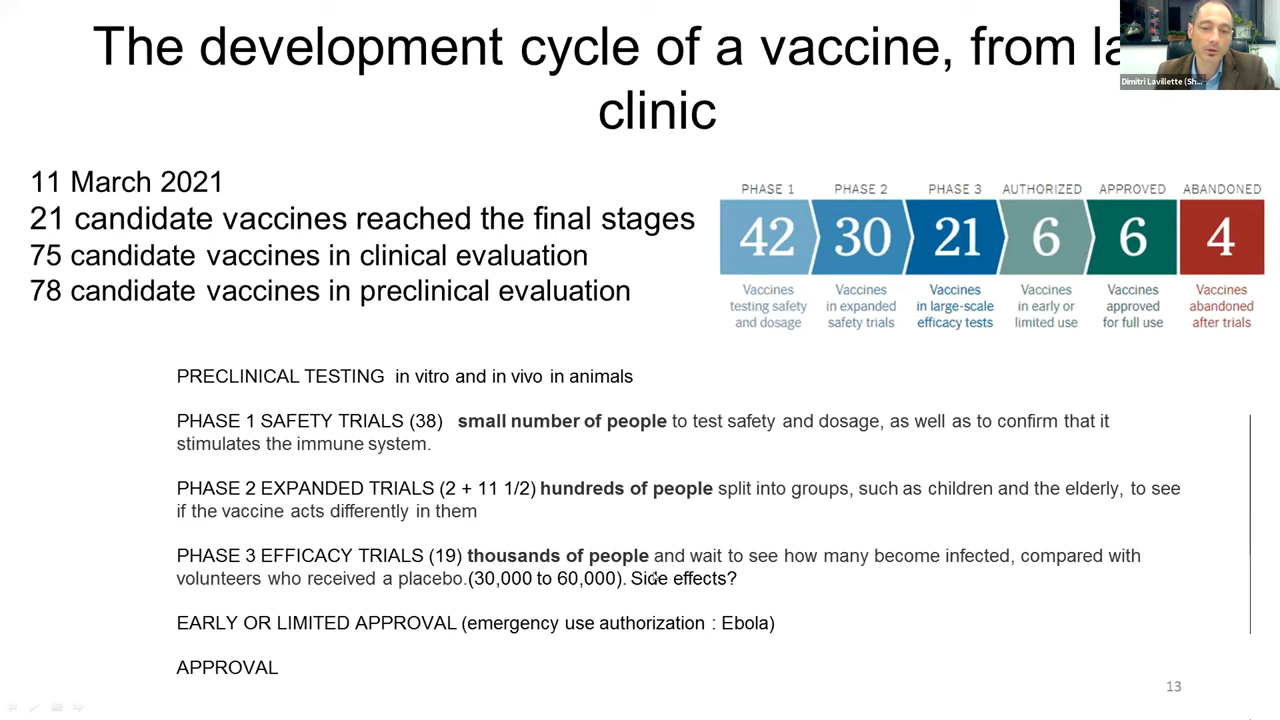 The development cycle of a vaccine, from la
clinic
Dimitri Lavillette (Sh...
11 March 2021
21 candidate vaccines reached the final stages
75 candidate vaccines in clinical evaluation
78 candidate vaccines in preclinical evaluation
PHASE 1 PHASE 2 PHASE 3 AUTHORIZED APPROVED ABANDONED
42 30 21 6 6 4
Vaccines Vaccines Vaccines Vaccines Vaccines Vaccines
testing safety in expanded in large-scale in early or approved abandoned
and dosage safety trials efficacy tests limited use for full use after trials
PRECLINICAL TESTING in vitro and in vivo in animals
PHASE 1 SAFETY TRIALS (38) small number of people to test safety and dosage, as well as to confirm that it
stimulates the immune system.
PHASE 2 EXPANDED TRIALS (2 + 11 1/2) hundreds of people split into groups, such as children and the elderly, to see
if the vaccine acts differently in them
PHASE 3 EFFICACY TRIALS (19) thousands of people and wait to see how many become infected, compared with
volunteers who received a placebo.(30,000 to 60,000). Side effects?
EARLY OR LIMITED APPROVAL (emergency use authorization : Ebola)
APPROVAL
13